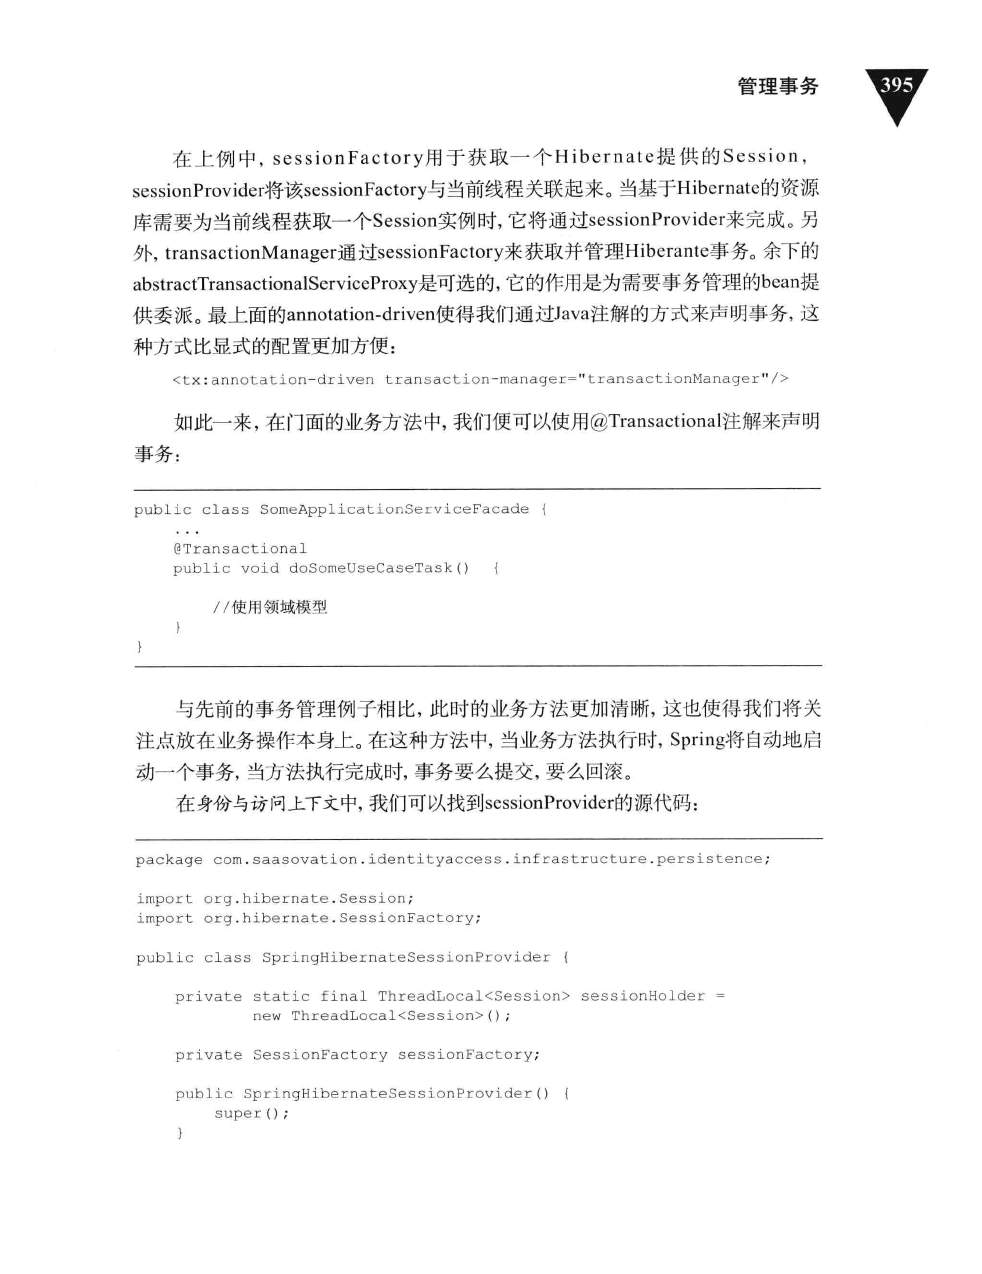 管理事务
395
在上例中, sessionFactory用于获取一个Hibernate提供的Session,
sessionProvider将该sessionFactory与当前线程关联起来。当基于Hibernate的资源
库需要为当前线程获取一个Session实例时, 它将通过sessionProvider来完成。另
外, transactionManager通过sessionFactory来获取并管理Hiberante事务。余下的
abstractTransactionalServiceProxy是可选的, 它的作用是为需要事务管理的bean提
供委派。最上面的annotation-driven使得我们通过Java注解的方式来声明事务, 这
种方式比显式的配置更加方便:
<tx:annotation-driven transaction-manager="transactionManager"/>
如此一来, 在门面的业务方法中, 我们便可以使用@Transactional注解来声明
事务:
public class SomeApplicationServiceFacade {
...
@Transactional
public void doSomeUseCaseTask() {
//使用领域模型
}
}
与先前的事务管理例子相比, 此时的业务方法更加清晰, 这也使得我们将关
注点放在业务操作本身上。在这种方法中, 当业务方法执行时, Spring将自动地启
动一个事务, 当方法执行完成时, 事务要么提交, 要么回滚。
在身份与访问上下文中, 我们可以找到sessionProvider的源代码:
package com.saasovation.identityaccess.infrastructure.persistence;
import org.hibernate.Session;
import org.hibernate.SessionFactory;
public class SpringHibernateSessionProvider {
private static final ThreadLocal<Session> sessionHolder =
new ThreadLocal<Session>();
private SessionFactory sessionFactory;
public SpringHibernateSessionProvider() {
super();
}